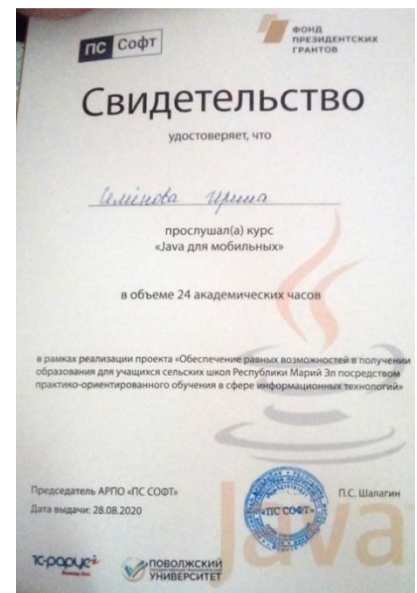 ПС Софт
ФОНД
ПРЕЗИДЕНТСКИХ
ГРАНТОВ
Свидетельство
удостоверяет, что
Семёнова Ирина
прослушал(а) курс
«Java для мобильных»
в объеме 24 академических часов
в рамках реализации проекта «Обеспечение равных возможностей в получении
образования для учащихся сельских школ Республики Марий Эл посредством
практико-ориентированного обучения в сфере информационных технологий»
Председатель АРПО «ПС СОФТ»
П.С. Шалагин
Дата выдачи: 28.08.2020
«ПС СОФТ»
Java
1С-рарус
ПОВОЛЖСКИЙ
УНИВЕРСИТЕТ